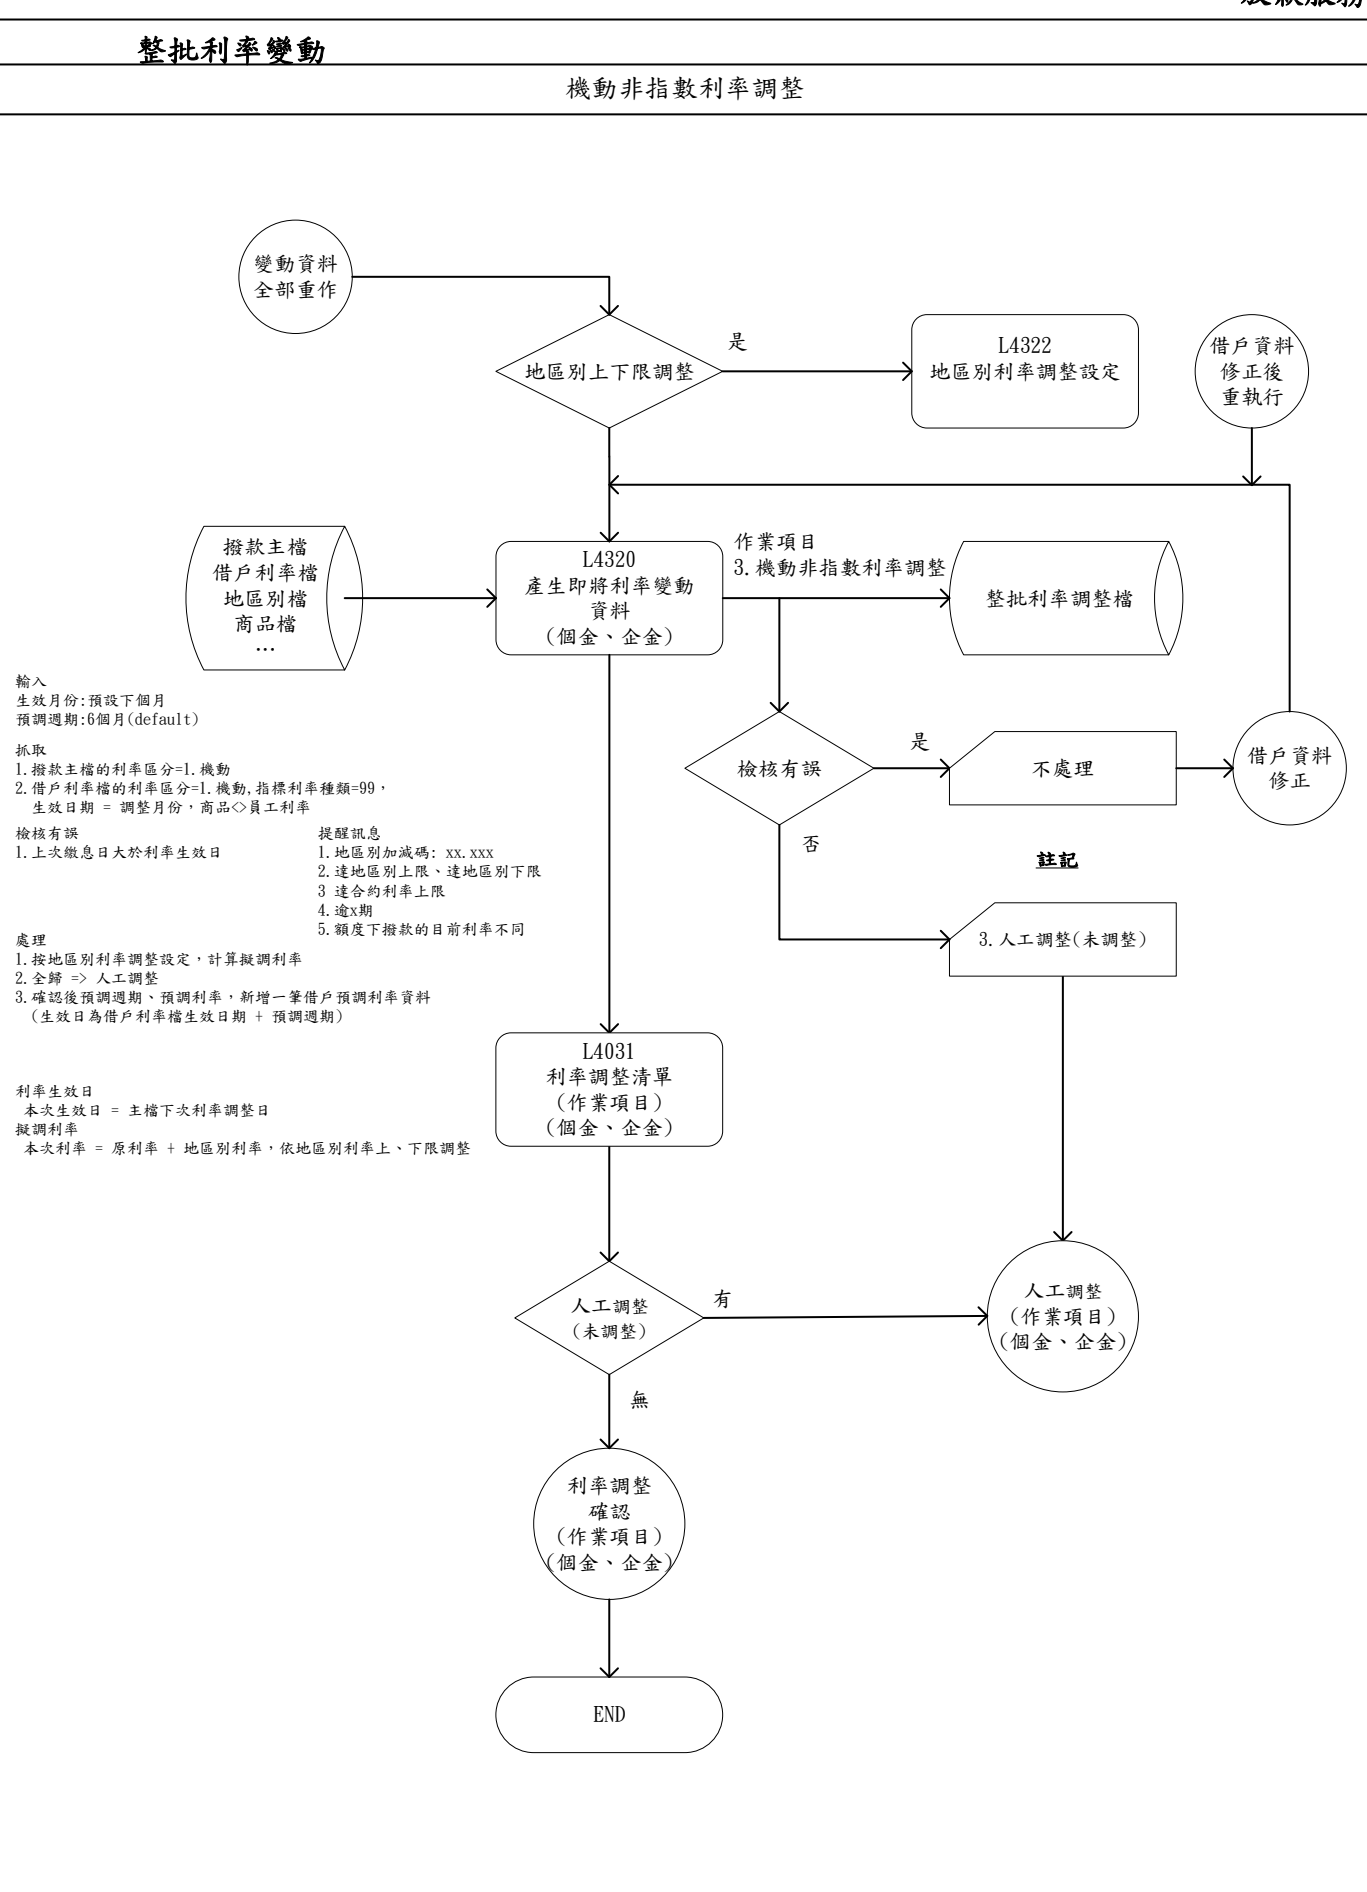 整批利率變動
機動非指數利率調整
變動資料
全部重作
地區別上下限調整
是
L4322
地區別利率調整設定
借戶資料
修正後
重執行
撥款主檔
借戶利率檔
地區別檔
商品檔
...
L4320
產生即將利率變動
資料
(個金、企金)
作業項目
3.機動非指數利率調整
整批利率調整檔
輸入
生效月份:預設下個月
預調週期:6個月(default)
抓取
1.撥款主檔的利率區分=1.機動
2.借戶利率檔的利率區分=1.機動,指標利率種類=99，
生效日期 = 調整月份，商品<>員工利率
檢核有誤
1.上次繳息日大於利率生效日
提醒訊息
1.地區別加減碼: xx.xxx
2.達地區別上限、達地區別下限
3 達合約利率上限
4.逾x期
5.額度下撥款的目前利率不同
處理
1.按地區別利率調整設定，計算擬調利率
2.全歸 => 人工調整
3.確認後預調週期、預調利率，新增一筆借戶預調利率資料
(生效日為借戶利率檔生效日期 + 預調週期)
利率生效日
本次生效日 = 主檔下次利率調整日
擬調利率
本次利率 = 原利率 + 地區別利率，依地區別利率上、下限調整
檢核有誤
是
不處理
借戶資料
修正
否
註記
3.人工調整(未調整)
L4031
利率調整清單
(作業項目)
(個金、企金)
人工調整
(未調整)
有
人工調整
(作業項目)
(個金、企金)
無
利率調整
確認
(作業項目)
(個金、企金)
END